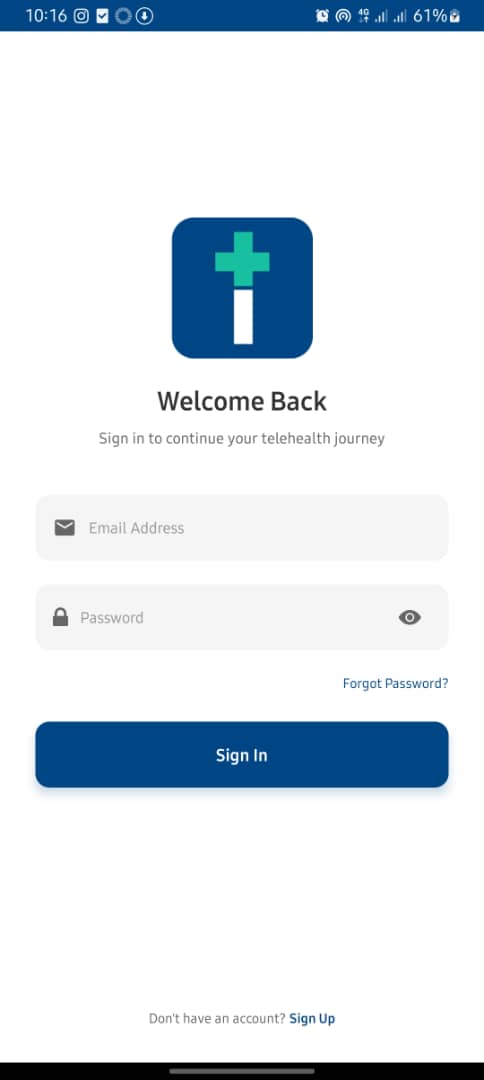 10:16 4G 61%
Welcome Back
Sign in to continue your telehealth journey
Email Address
Password
Forgot Password?
Sign In
Don't have an account? Sign Up